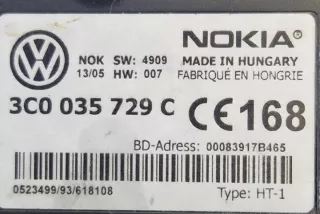 NOK SW: 4909 NOKIA®
13/05 HW: 007 MADE IN HUNGARY
FABRIQUÉ EN HONGRIE
3C0 035 729 C CE168
BD-Adress: 00083917B465
0523499/93/618108 Type: HT-1